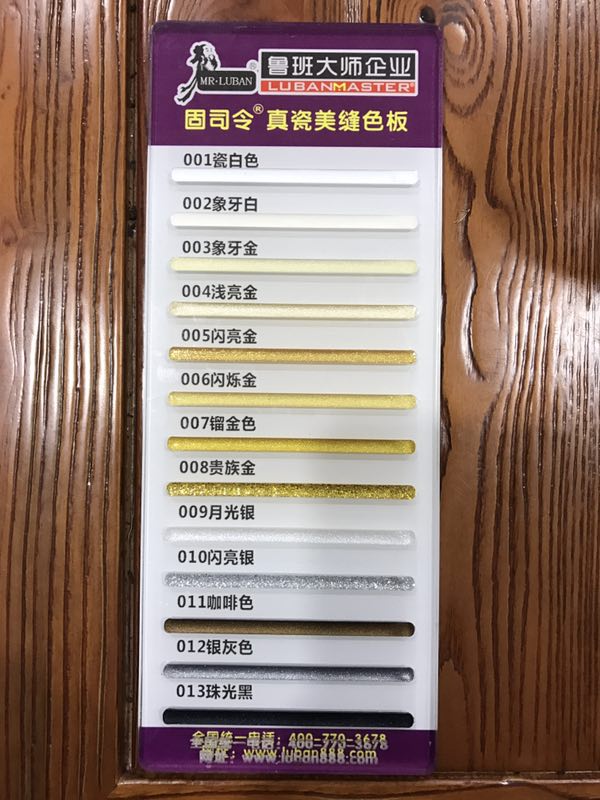 MR·LUBAN®
鲁班大师企业
LUBANMASTER®
固司令®真瓷美缝色板
001瓷白色
002象牙白
003象牙金
004浅亮金
005闪亮金
006闪烁金
007镏金色
008贵族金
009月光银
010闪亮银
011咖啡色
012银灰色
013珠光黑
全国统一电话：400-770-3678
网址：www.luban888.com